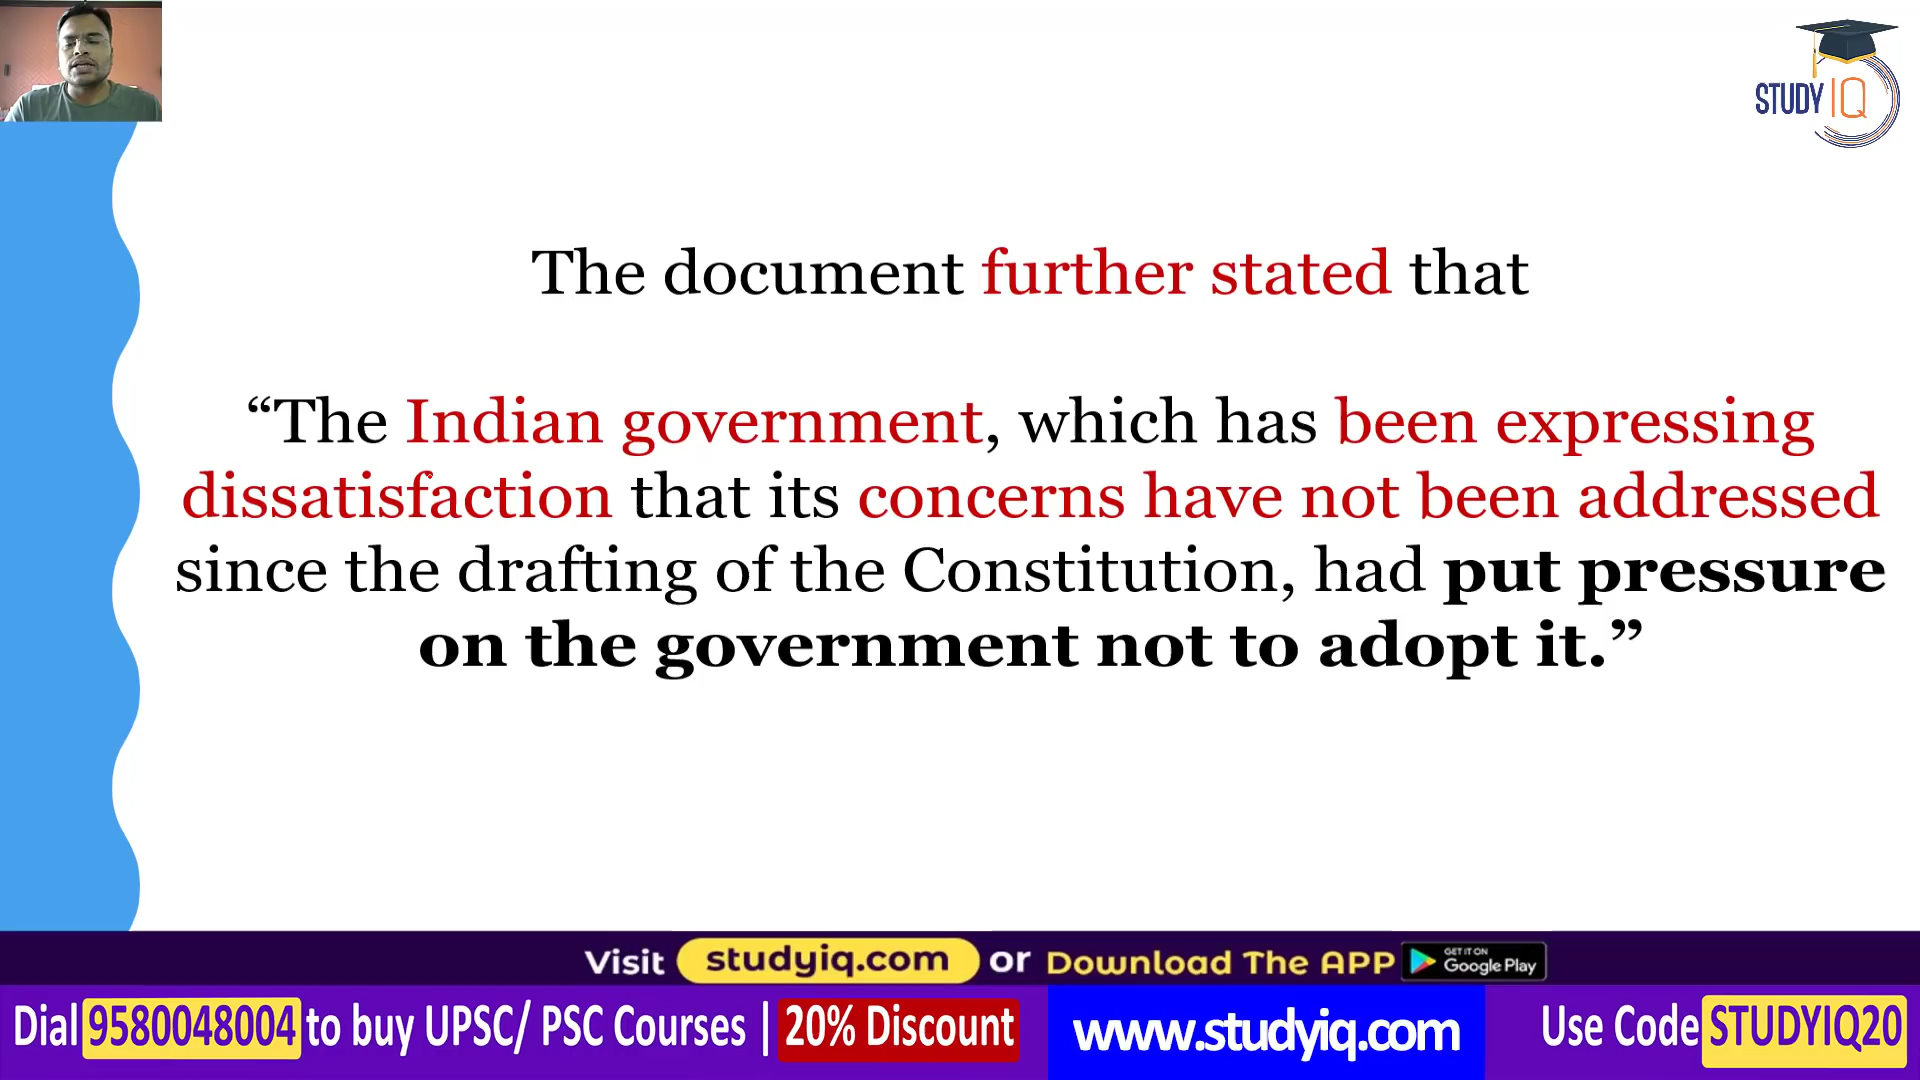 STUDY IQ
The document further stated that
“The Indian government, which has been expressing
dissatisfaction that its concerns have not been addressed
since the drafting of the Constitution, had put pressure
on the government not to adopt it.”
Visit studyiq.com or Download The APP GET IT ON Google Play
Dial 9580048004 to buy UPSC/ PSC Courses | 20% Discount www.studyiq.com Use Code STUDYIQ20